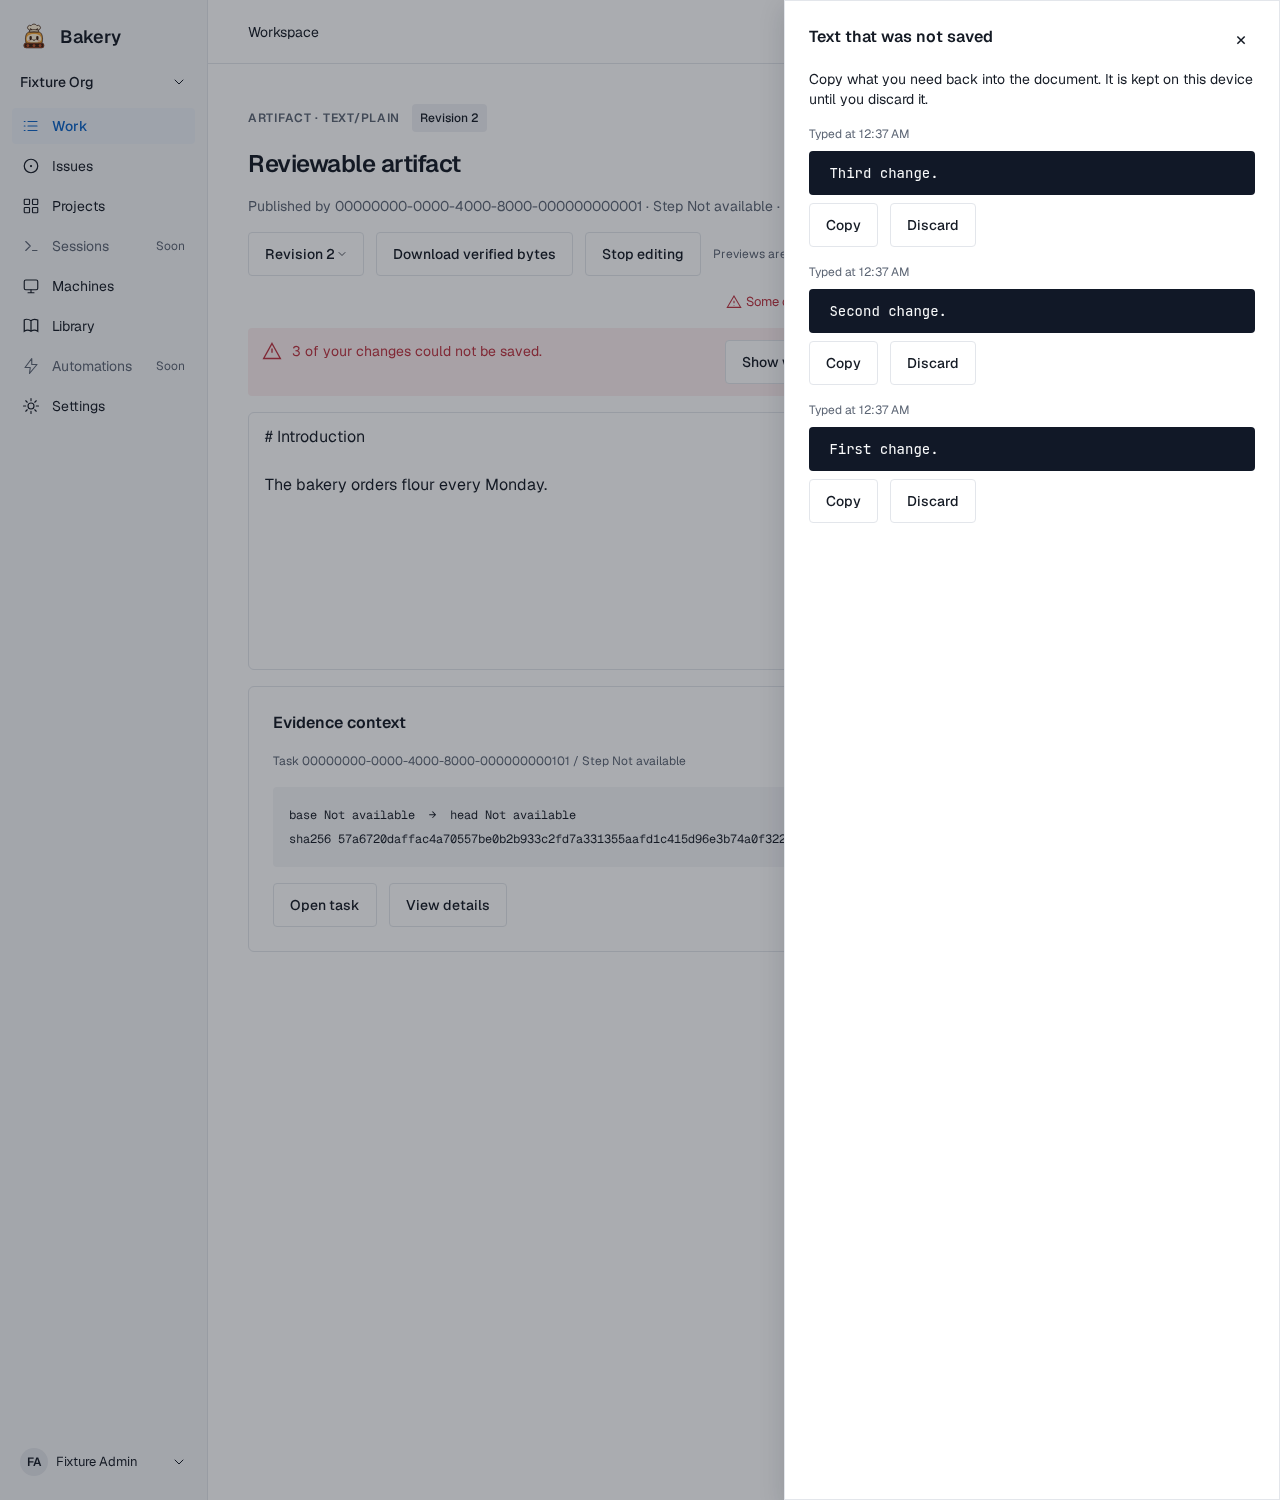 Bakery
Fixture Org
Work
Issues
Projects
Sessions Soon
Machines
Library
Automations Soon
Settings
FA Fixture Admin
Workspace
ARTIFACT · TEXT/PLAIN Revision 2
Reviewable artifact
Published by 00000000-0000-4000-8000-000000000001 · Step Not available ·
Revision 2 Download verified bytes Stop editing Previews are
Some
3 of your changes could not be saved.
Show
# Introduction
The bakery orders flour every Monday.
Evidence context
Task 00000000-0000-4000-8000-000000000101 / Step Not available
base Not available → head Not available
sha256 57a6720daffac4a70557be0b2b933c2fd7a331355aafd1c415d96e3b74a0f322
Open task View details
Text that was not saved
Copy what you need back into the document. It is kept on this device
until you discard it.
Typed at 12:37 AM
Third change.
Copy Discard
Typed at 12:37 AM
Second change.
Copy Discard
Typed at 12:37 AM
First change.
Copy Discard